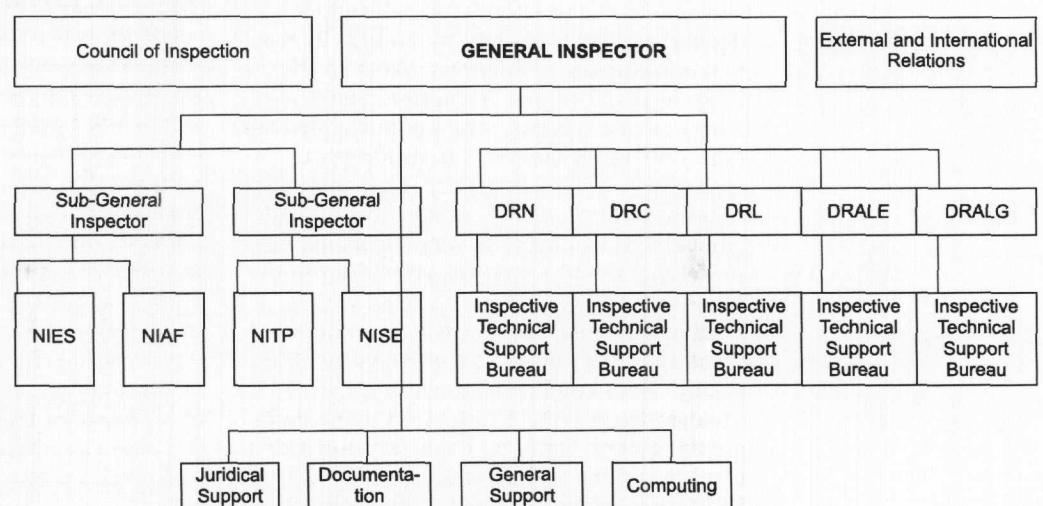 Council of Inspection
GENERAL INSPECTOR
External and International
Relations
Sub-General
Inspector
Sub-General
Inspector
DRN
DRC
DRL
DRALE
DRALG
NIES
NIAF
NITP
NISE
Inspective
Technical
Support
Bureau
Inspective
Technical
Support
Bureau
Inspective
Technical
Support
Bureau
Inspective
Technical
Support
Bureau
Inspective
Technical
Support
Bureau
Juridical
Support
Documenta-
tion
General
Support
Computing